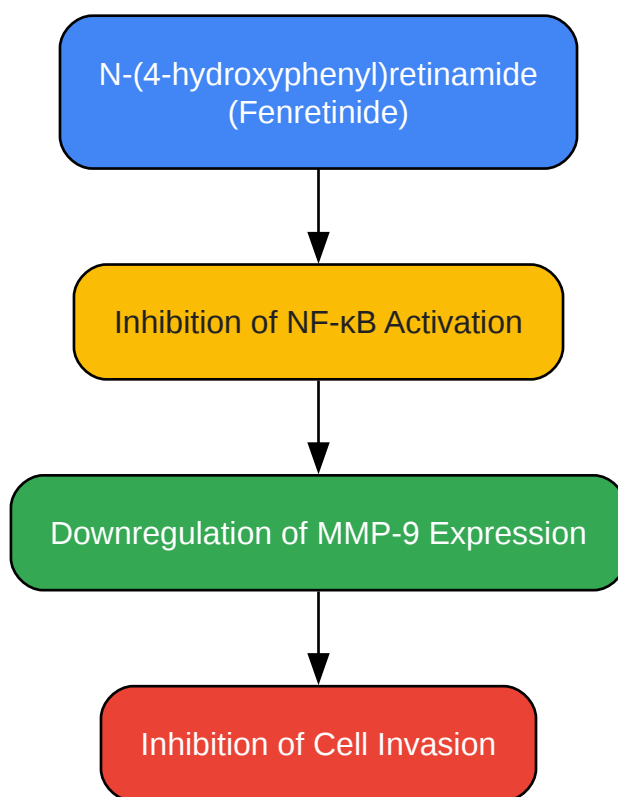 N-(4-hydroxyphenyl)retinamide
(Fenretinide)
Inhibition of NF-κB Activation
Downregulation of MMP-9 Expression
Inhibition of Cell Invasion